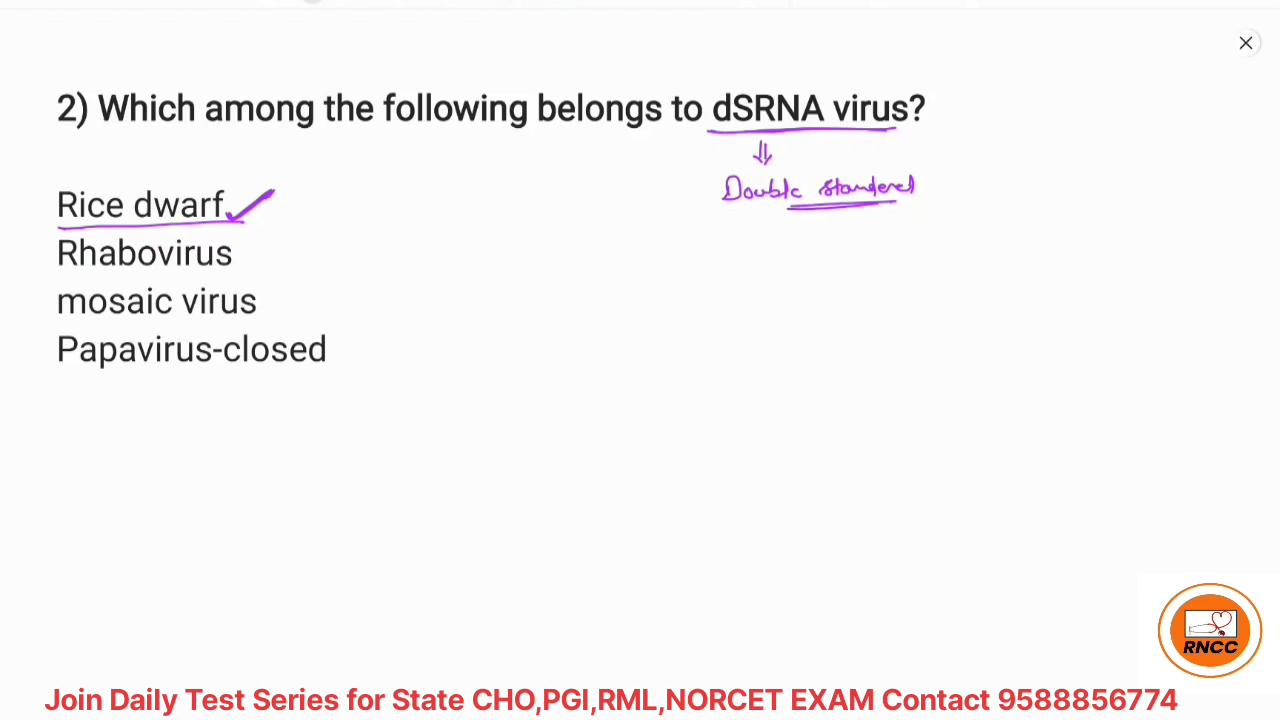 2) Which among the following belongs to dSRNA virus?
Double standered
Rice dwarf
Rhabovirus
mosaic virus
Papavirus-closed
RNCC
Join Daily Test Series for State CHO,PGI,RML,NORCET EXAM Contact 9588856774